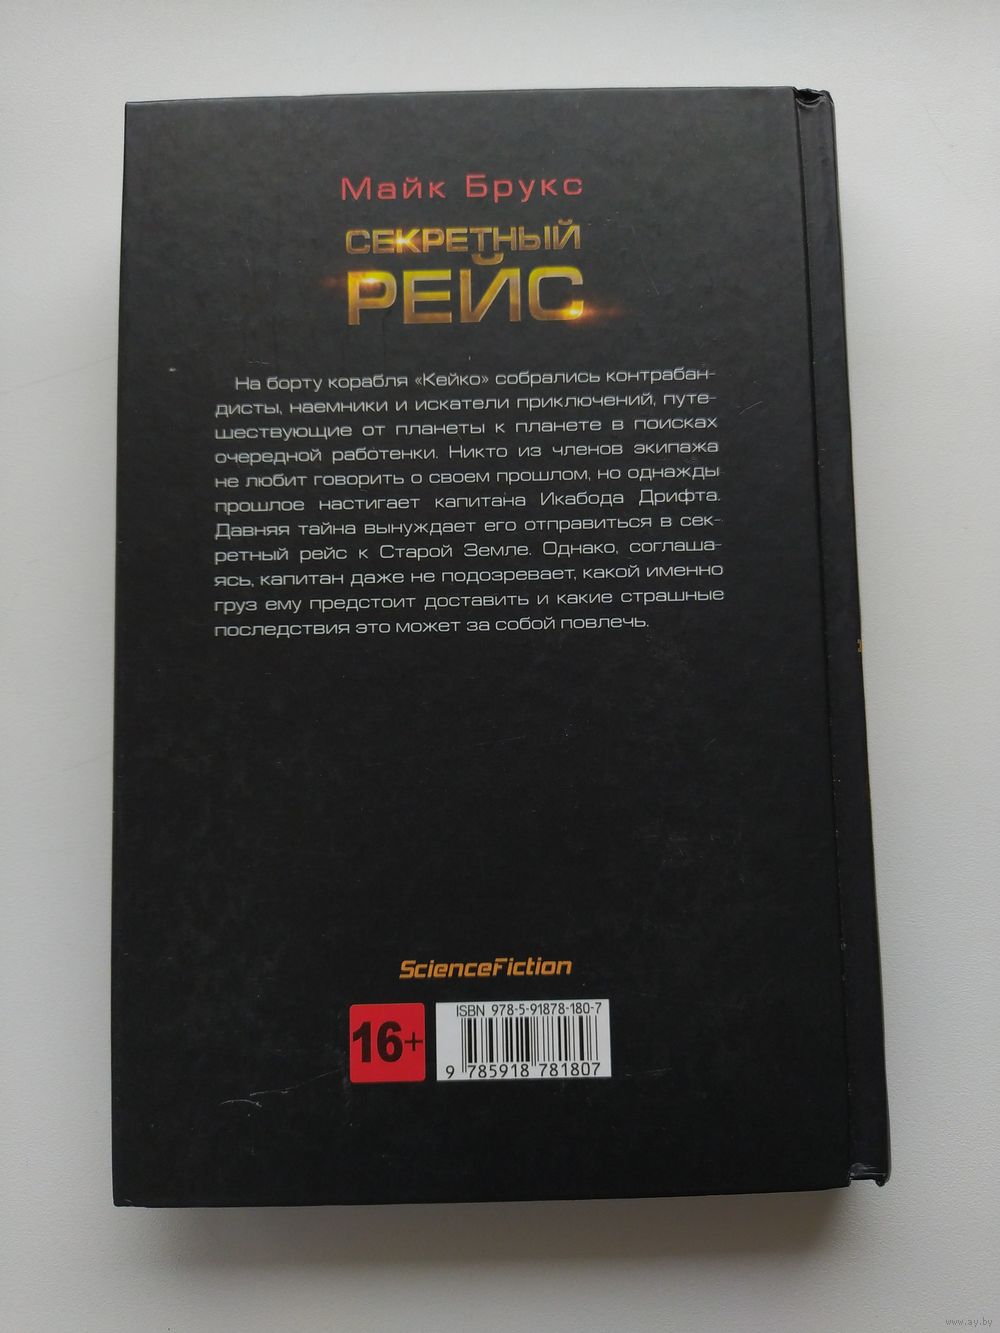 Майк Брукс
СЕКРЕТНЫЙ
РЕЙС
На борту корабля «Кейко» собрались контрабан-
дисты, наемники и искатели приключений, путе-
шествующие от планеты к планете в поисках
очередной работенки. Никто из членов экипажа
не любит говорить о своем прошлом, но однажды
прошлое настигает капитана Икабода Дрифта.
Давняя тайна вынуждает его отправиться в сек-
ретный рейс к Старой Земле. Однако, соглаша-
ясь, капитан даже не подозревает, какой именно
груз ему предстоит доставить и какие страшные
последствия это может за собой повлечь.
ScienceFiction
16+
ISBN 978-5-91878-180-7
9 785918 781807
www.ay.by